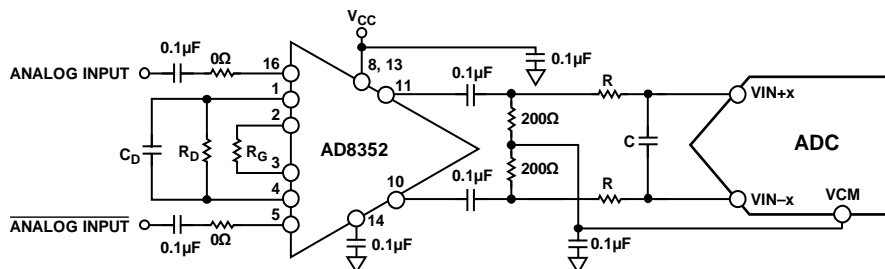 VCC
0.1µF
0Ω
0.1µF
ANALOG INPUT
16
8, 13
0.1µF
11
R
VIN+x
1
2
200Ω
CD
RD
RG
AD8352
C
ADC
3
200Ω
0.1µF
10
R
4
VIN–x
14
VCM
ANALOG INPUT
5
0.1µF
0Ω
0.1µF
0.1µF